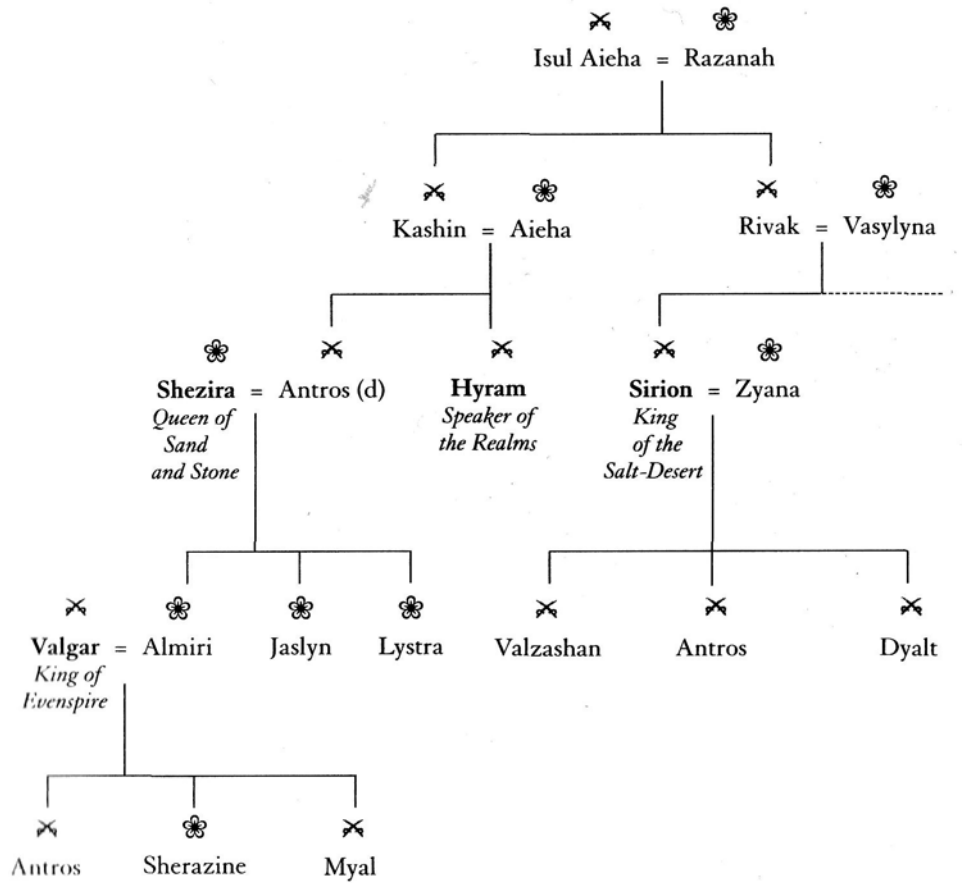 Isul Aieha = Razanah
Kashin = Aieha
Rivak = Vasylyna
Shezira = Antros (d)
Queen of
Sand
and Stone
Hyram
Speaker of
the Realms
Sirion = Zyana
King
of the
Salt-Desert
Valgar = Almiri
King of
Evenspire
Jaslyn
Lystra
Valzashan
Antros
Dyalt
Antros
Sherazine
Myal